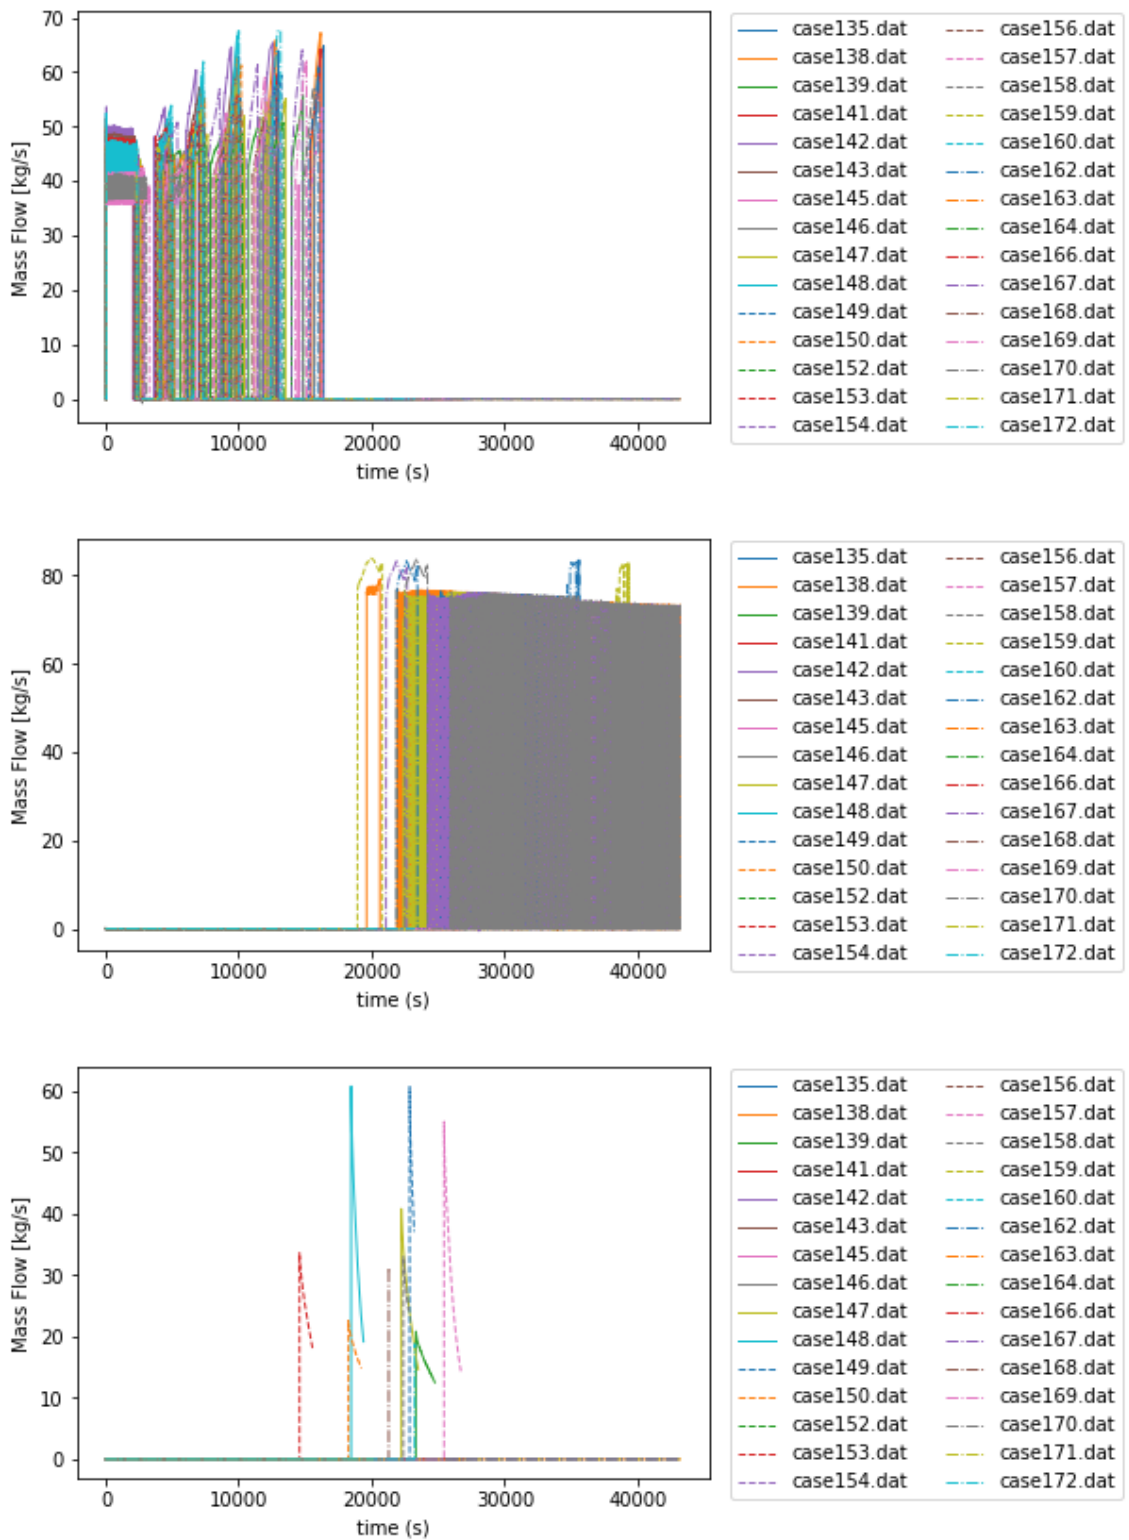 70
60
50
40
30
20
10
0
Mass Flow [kg/s]
0 10000 20000 30000 40000
time (s)
case135.dat case156.dat
case138.dat case157.dat
case139.dat case158.dat
case141.dat case159.dat
case142.dat case160.dat
case143.dat case162.dat
case145.dat case163.dat
case146.dat case164.dat
case147.dat case166.dat
case148.dat case167.dat
case149.dat case168.dat
case150.dat case169.dat
case152.dat case170.dat
case153.dat case171.dat
case154.dat case172.dat
80
60
40
20
0
Mass Flow [kg/s
0 10000 20000 30000 40000
time (s)
case135.dat case156.dat
case138.dat case157.dat
case139.dat case158.dat
case141.dat case159.dat
case142.dat case160.dat
case143.dat case162.dat
case145.dat case163.dat
case146.dat case164.dat
case147.dat case166.dat
case148.dat case167.dat
case149.dat case168.dat
case150.dat case169.dat
case152.dat case170.dat
case153.dat case171.dat
case154.dat case172.dat
60
50
40
30
20
10
0
Mass Flow [kg/s]
0 10000 20000 30000 40000
time (s)
case135.dat case156.dat
case138.dat case157.dat
case139.dat case158.dat
case141.dat case159.dat
case142.dat case160.dat
case143.dat case162.dat
case145.dat case163.dat
case146.dat case164.dat
case147.dat case166.dat
case148.dat case167.dat
case149.dat case168.dat
case150.dat case169.dat
case152.dat case170.dat
case153.dat case171.dat
case154.dat case172.dat